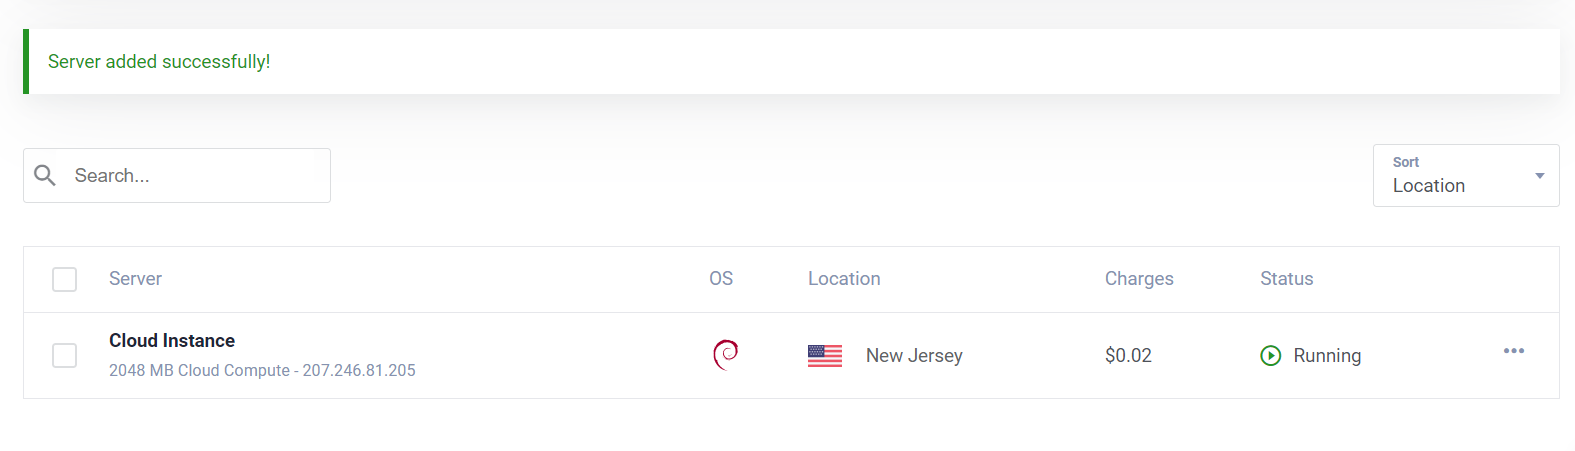 Server added successfully!
Search...
Sort
Location
Server OS Location Charges Status
Cloud Instance
2048 MB Cloud Compute - 207.246.81.205
New Jersey $0.02 Running